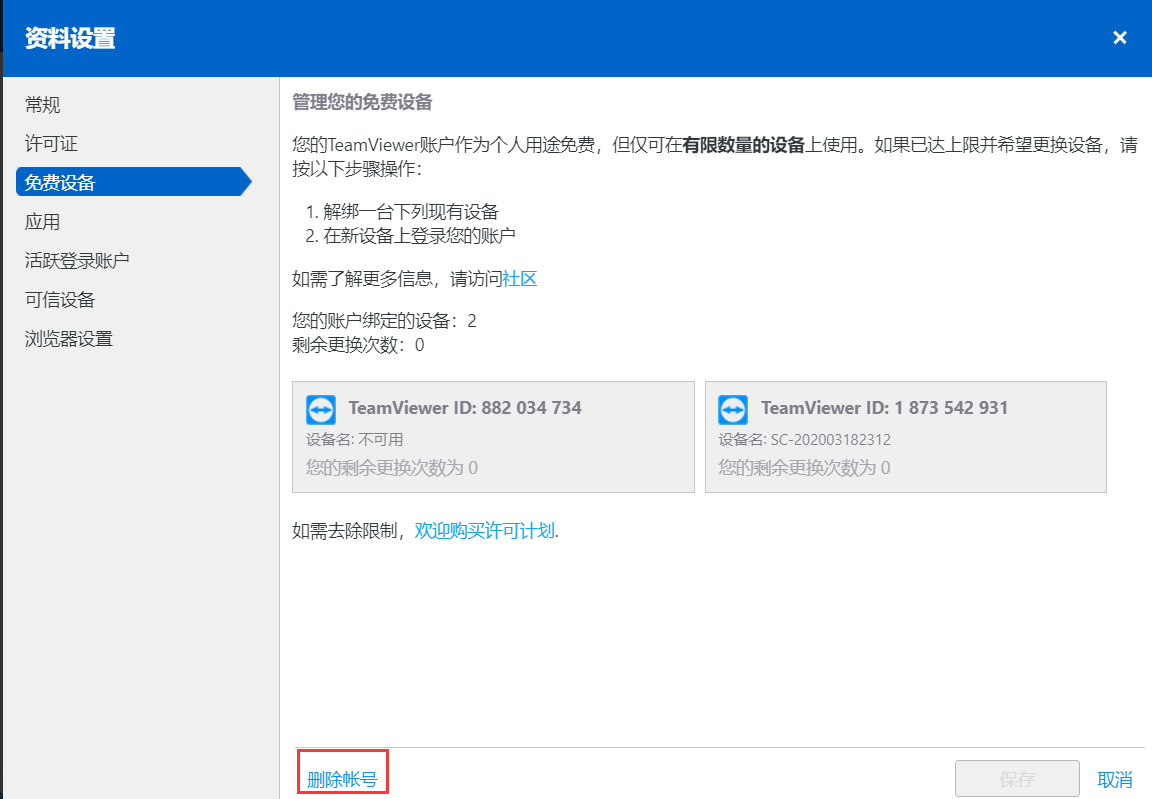 资料设置
常规
许可证
免费设备
应用
活跃登录账户
可信设备
浏览器设置
管理您的免费设备
您的TeamViewer账户作为个人用途免费，但仅可在有限数量的设备上使用。如果已达上限并希望更换设备，请
按以下步骤操作：
1. 解绑一台下列现有设备
2. 在新设备上登录您的账户
如需了解更多信息，请访问社区
您的账户绑定的设备：2
剩余更换次数：0
TeamViewer ID: 882 034 734
设备名: 不可用
您的剩余更换次数为 0
TeamViewer ID: 1 873 542 931
设备名: SC-202003182312
您的剩余更换次数为 0
如需去除限制，欢迎购买许可计划.
删除帐号
保存
取消